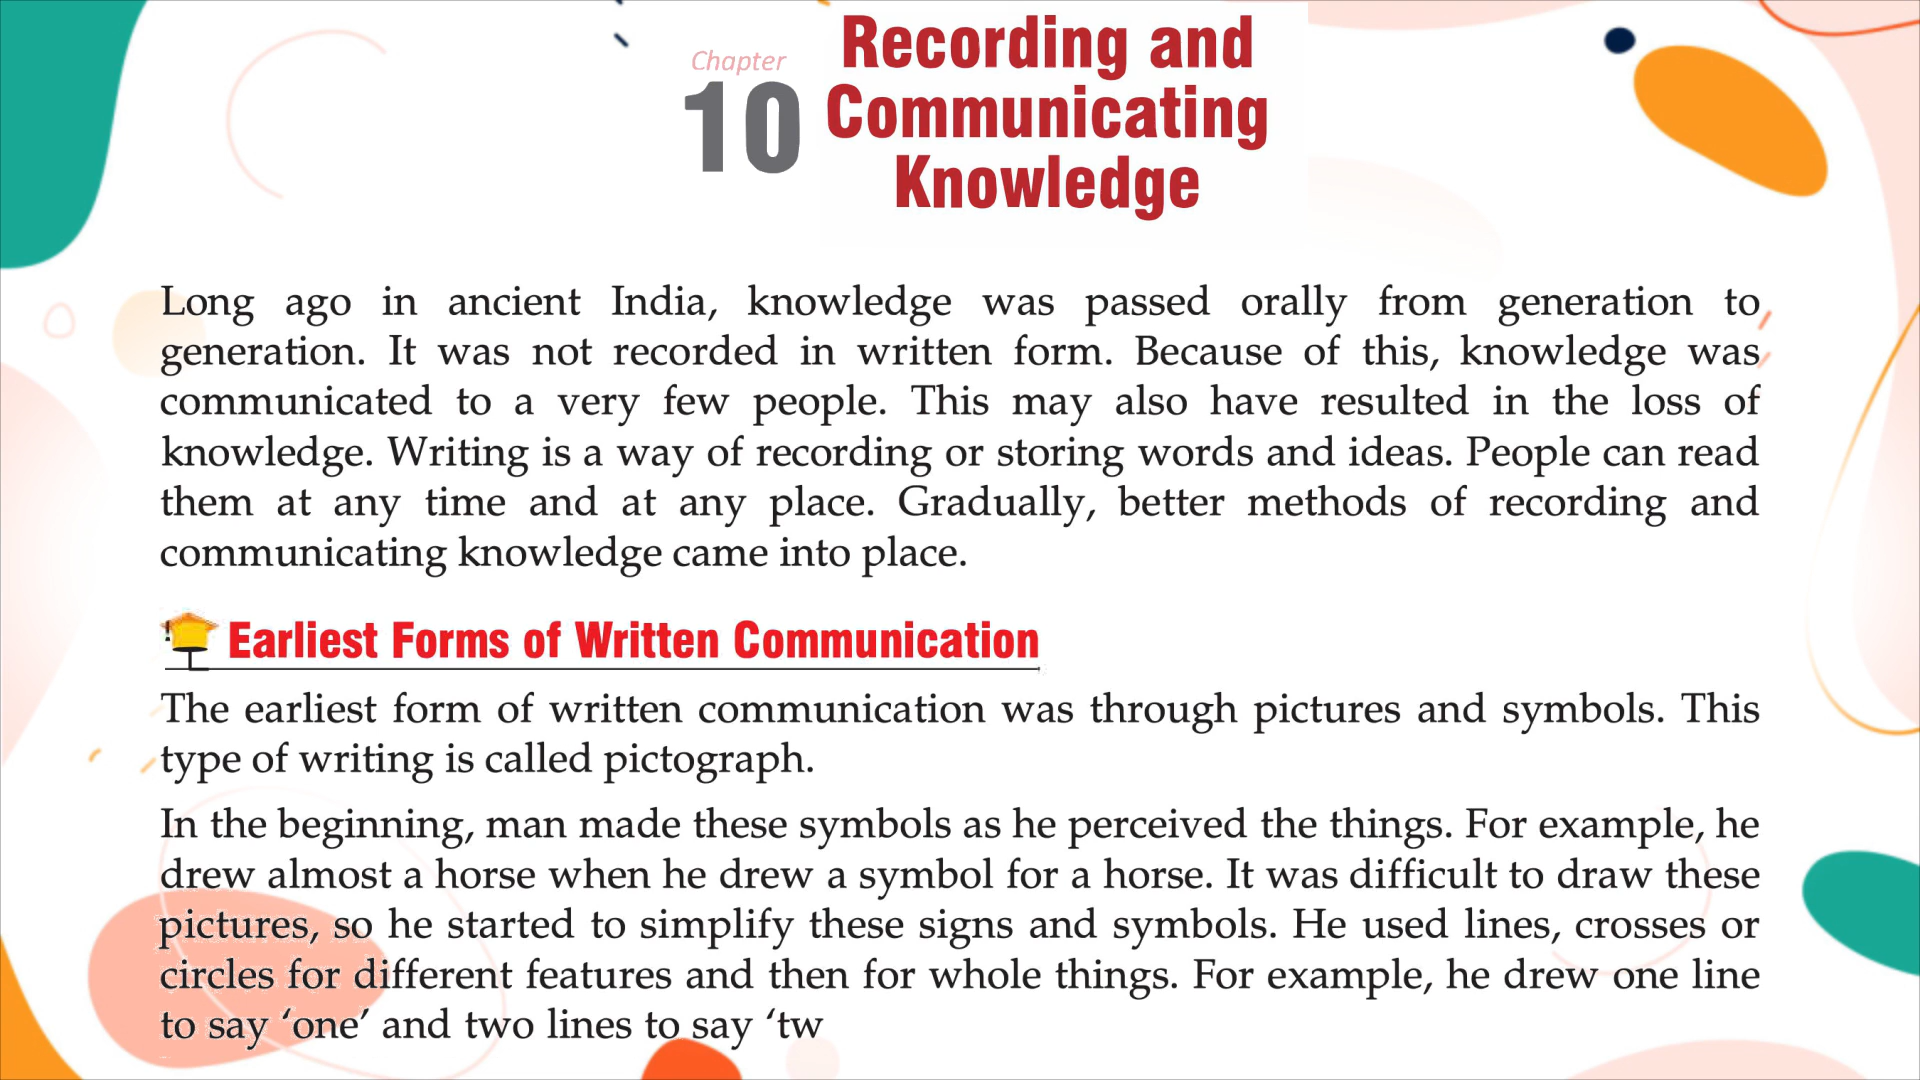 Chapter
10
Recording and
Communicating
Knowledge
Long ago in ancient India, knowledge was passed orally from generation to
generation. It was not recorded in written form. Because of this, knowledge was
communicated to a very few people. This may also have resulted in the loss of
knowledge. Writing is a way of recording or storing words and ideas. People can read
them at any time and at any place. Gradually, better methods of recording and
communicating knowledge came into place.
Earliest Forms of Written Communication
The earliest form of written communication was through pictures and symbols. This
type of writing is called pictograph.
In the beginning, man made these symbols as he perceived the things. For example, he
drew almost a horse when he drew a symbol for a horse. It was difficult to draw these
pictures, so he started to simplify these signs and symbols. He used lines, crosses or
circles for different features and then for whole things. For example, he drew one line
to say ‘one’ and two lines to say ‘tw